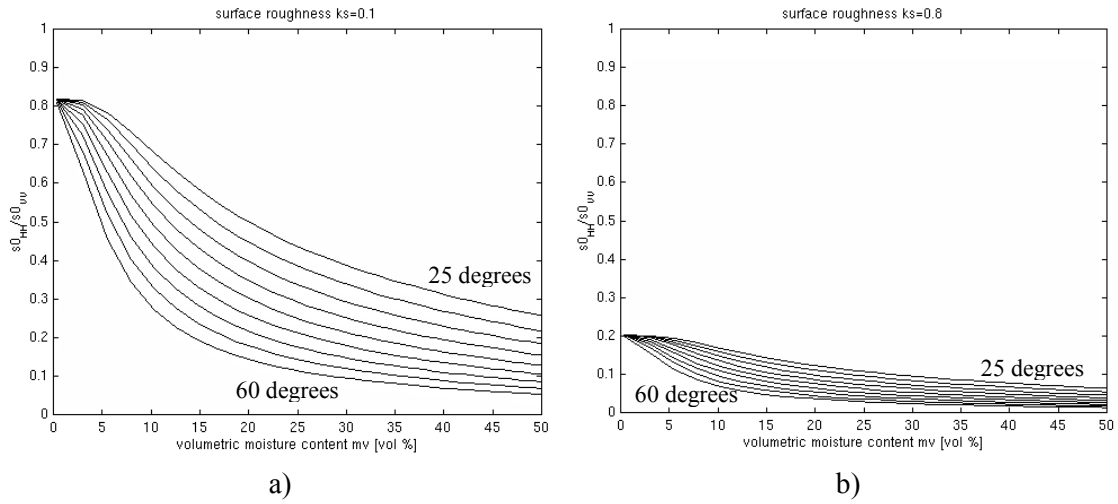 surface roughness ks=0.1
1
0.9
0.8
0.7
0.6
0.5
0.4
0.3
0.2
0.1
0
s0_HH/s0_vv
25 degrees
60 degrees
0 5 10 15 20 25 30 35 40 45 50
volumetric moisture content mv [vol %]
a)
surface roughness ks=0.8
1
0.9
0.8
0.7
0.6
0.5
0.4
0.3
0.2
0.1
0
s0_HH/s0_vv
25 degrees
60 degrees
0 5 10 15 20 25 30 35 40 45 50
volumetric moisture content mv [vol %]
b)